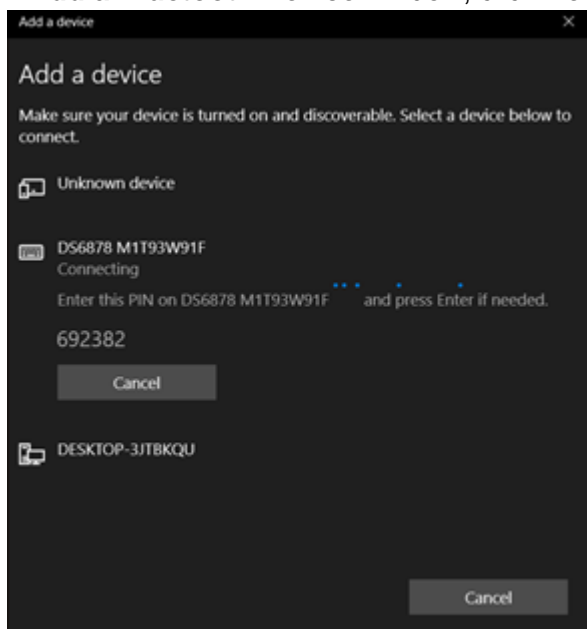 Add a device
Add a device
Make sure your device is turned on and discoverable. Select a device below to
connect.
Unknown device
DS6878 M1T93W91F
Connecting
Enter this PIN on DS6878 M1T93W91F and press Enter if needed.
692382
Cancel
DESKTOP-3JTBKQU
Cancel